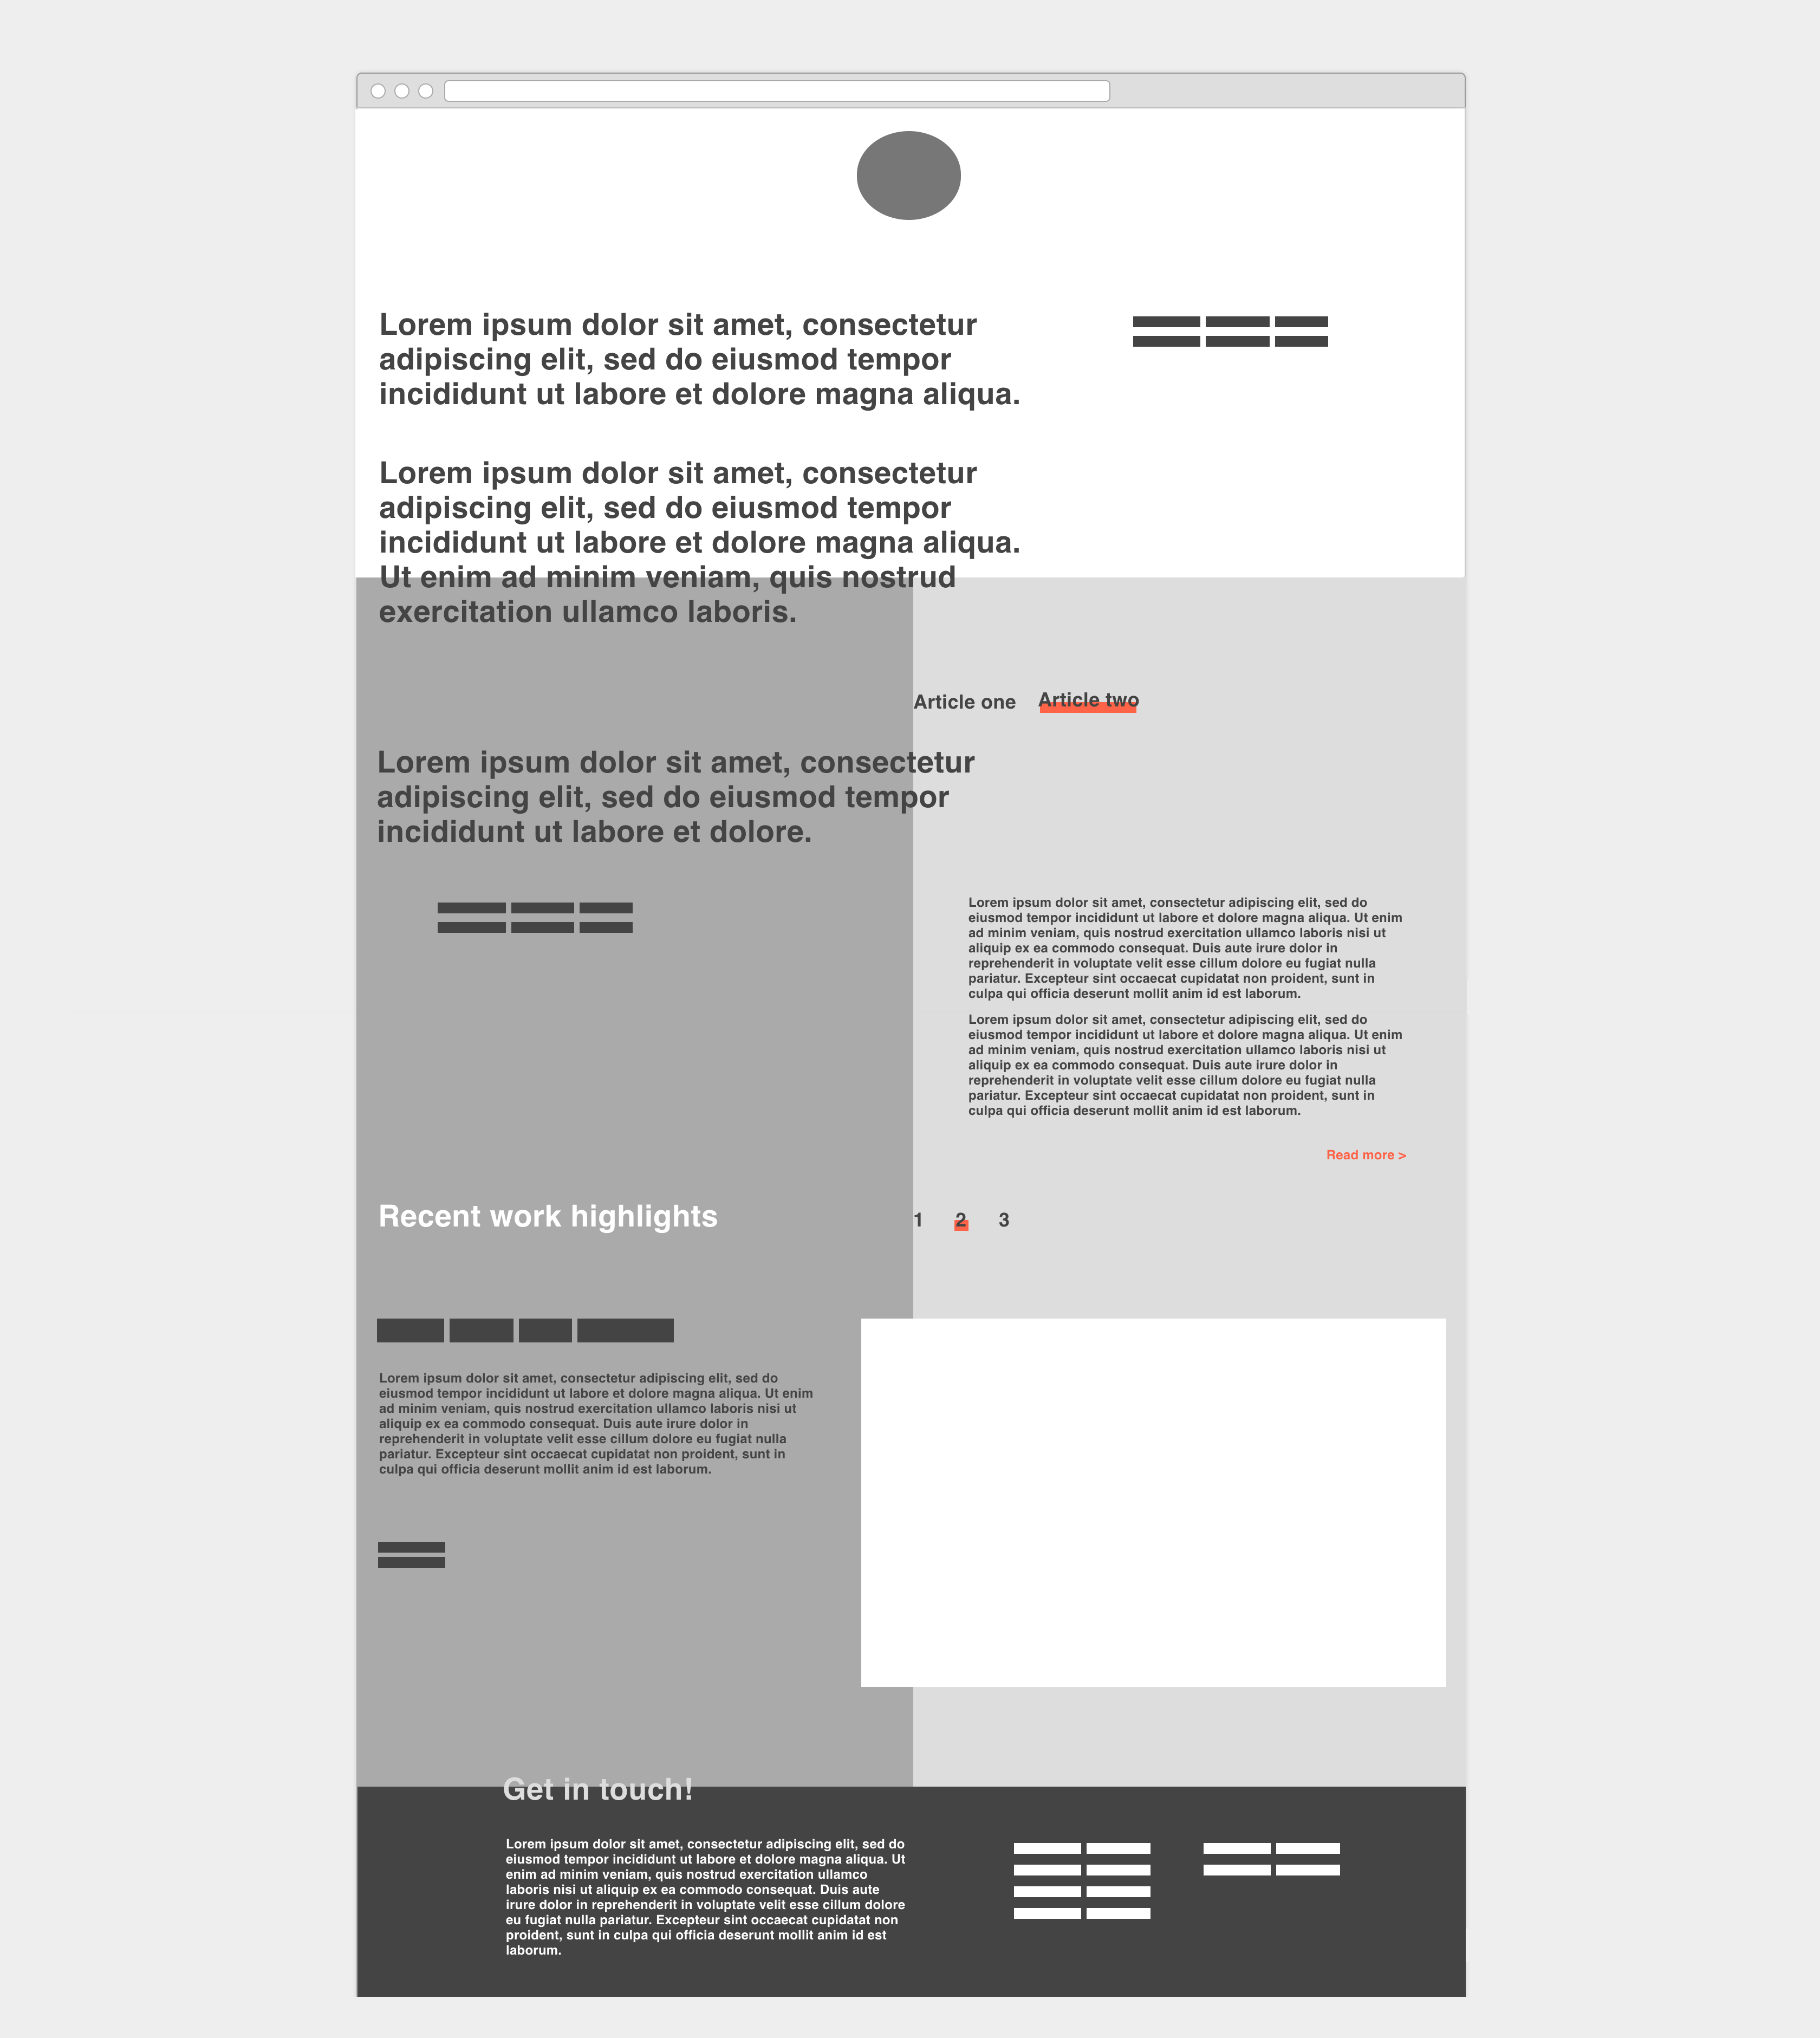 Lorem ipsum dolor sit amet, consectetur
adipiscing elit, sed do eiusmod tempor
incididunt ut labore et dolore magna aliqua.
Lorem ipsum dolor sit amet, consectetur
adipiscing elit, sed do eiusmod tempor
incididunt ut labore et dolore magna aliqua.
Ut enim ad minim veniam, quis nostrud
exercitation ullamco laboris.
Article one
Article two
Lorem ipsum dolor sit amet, consectetur
adipiscing elit, sed do eiusmod tempor
incididunt ut labore et dolore.
Lorem ipsum dolor sit amet, consectetur adipiscing elit, sed do
eiusmod tempor incididunt ut labore et dolore magna aliqua. Ut enim
ad minim veniam, quis nostrud exercitation ullamco laboris nisi ut
aliquip ex ea commodo consequat. Duis aute irure dolor in
reprehenderit in voluptate velit esse cillum dolore eu fugiat nulla
pariatur. Excepteur sint occaecat cupidatat non proident, sunt in
culpa qui officia deserunt mollit anim id est laborum.
Lorem ipsum dolor sit amet, consectetur adipiscing elit, sed do
eiusmod tempor incididunt ut labore et dolore magna aliqua. Ut enim
ad minim veniam, quis nostrud exercitation ullamco laboris nisi ut
aliquip ex ea commodo consequat. Duis aute irure dolor in
reprehenderit in voluptate velit esse cillum dolore eu fugiat nulla
pariatur. Excepteur sint occaecat cupidatat non proident, sunt in
culpa qui officia deserunt mollit anim id est laborum.
Read more >
Recent work highlights
1 2 3
Lorem ipsum dolor sit amet, consectetur adipiscing elit, sed do
eiusmod tempor incididunt ut labore et dolore magna aliqua. Ut enim
ad minim veniam, quis nostrud exercitation ullamco laboris nisi ut
aliquip ex ea commodo consequat. Duis aute irure dolor in
reprehenderit in voluptate velit esse cillum dolore eu fugiat nulla
pariatur. Excepteur sint occaecat cupidatat non proident, sunt in
culpa qui officia deserunt mollit anim id est laborum.
Get in touch!
Lorem ipsum dolor sit amet, consectetur adipiscing elit, sed do
eiusmod tempor incididunt ut labore et dolore magna aliqua. Ut
enim ad minim veniam, quis nostrud exercitation ullamco
laboris nisi ut aliquip ex ea commodo consequat. Duis aute
irure dolor in reprehenderit in voluptate velit esse cillum dolore
eu fugiat nulla pariatur. Excepteur sint occaecat cupidatat non
proident, sunt in culpa qui officia deserunt mollit anim id est
laborum.